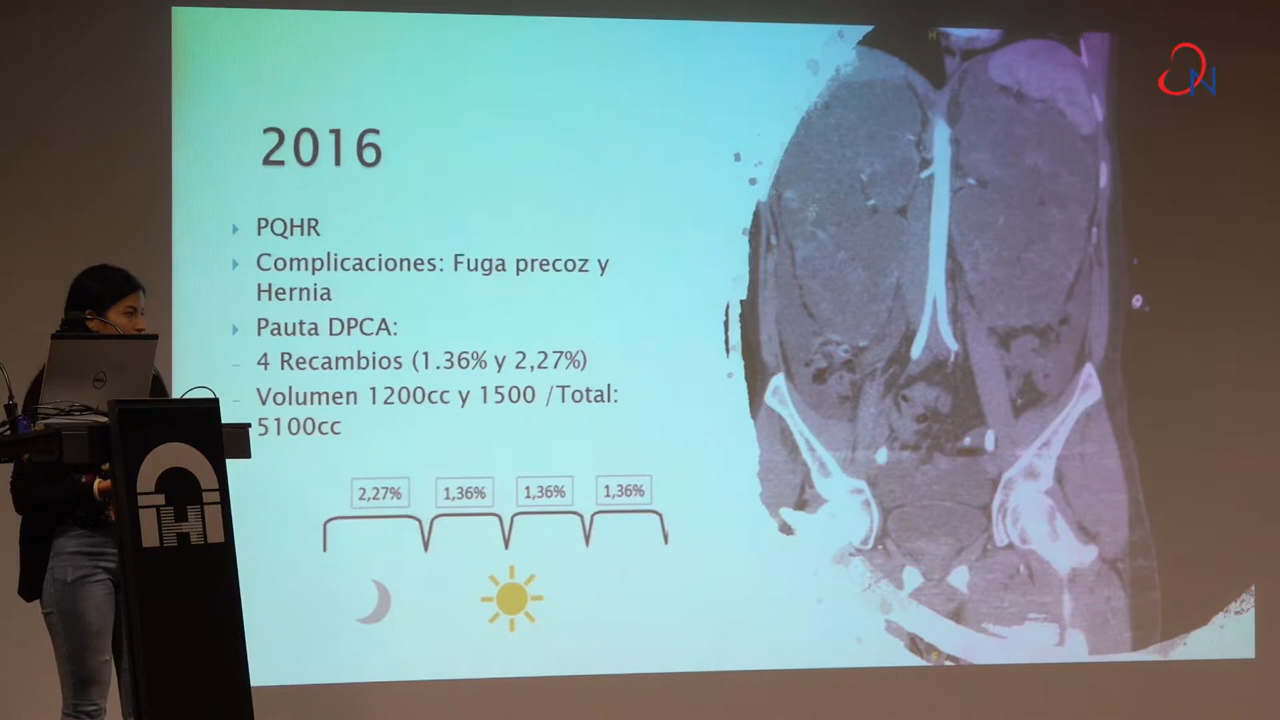 2016
PQHR
Complicaciones: Fuga precoz y
Hernia
Pauta DPCA:
- 4 Recambios (1.36% y 2,27%)
- Volumen 1200cc y 1500 /Total:
5100cc
2,27% 1,36% 1,36% 1,36%
H
N
DELL
H